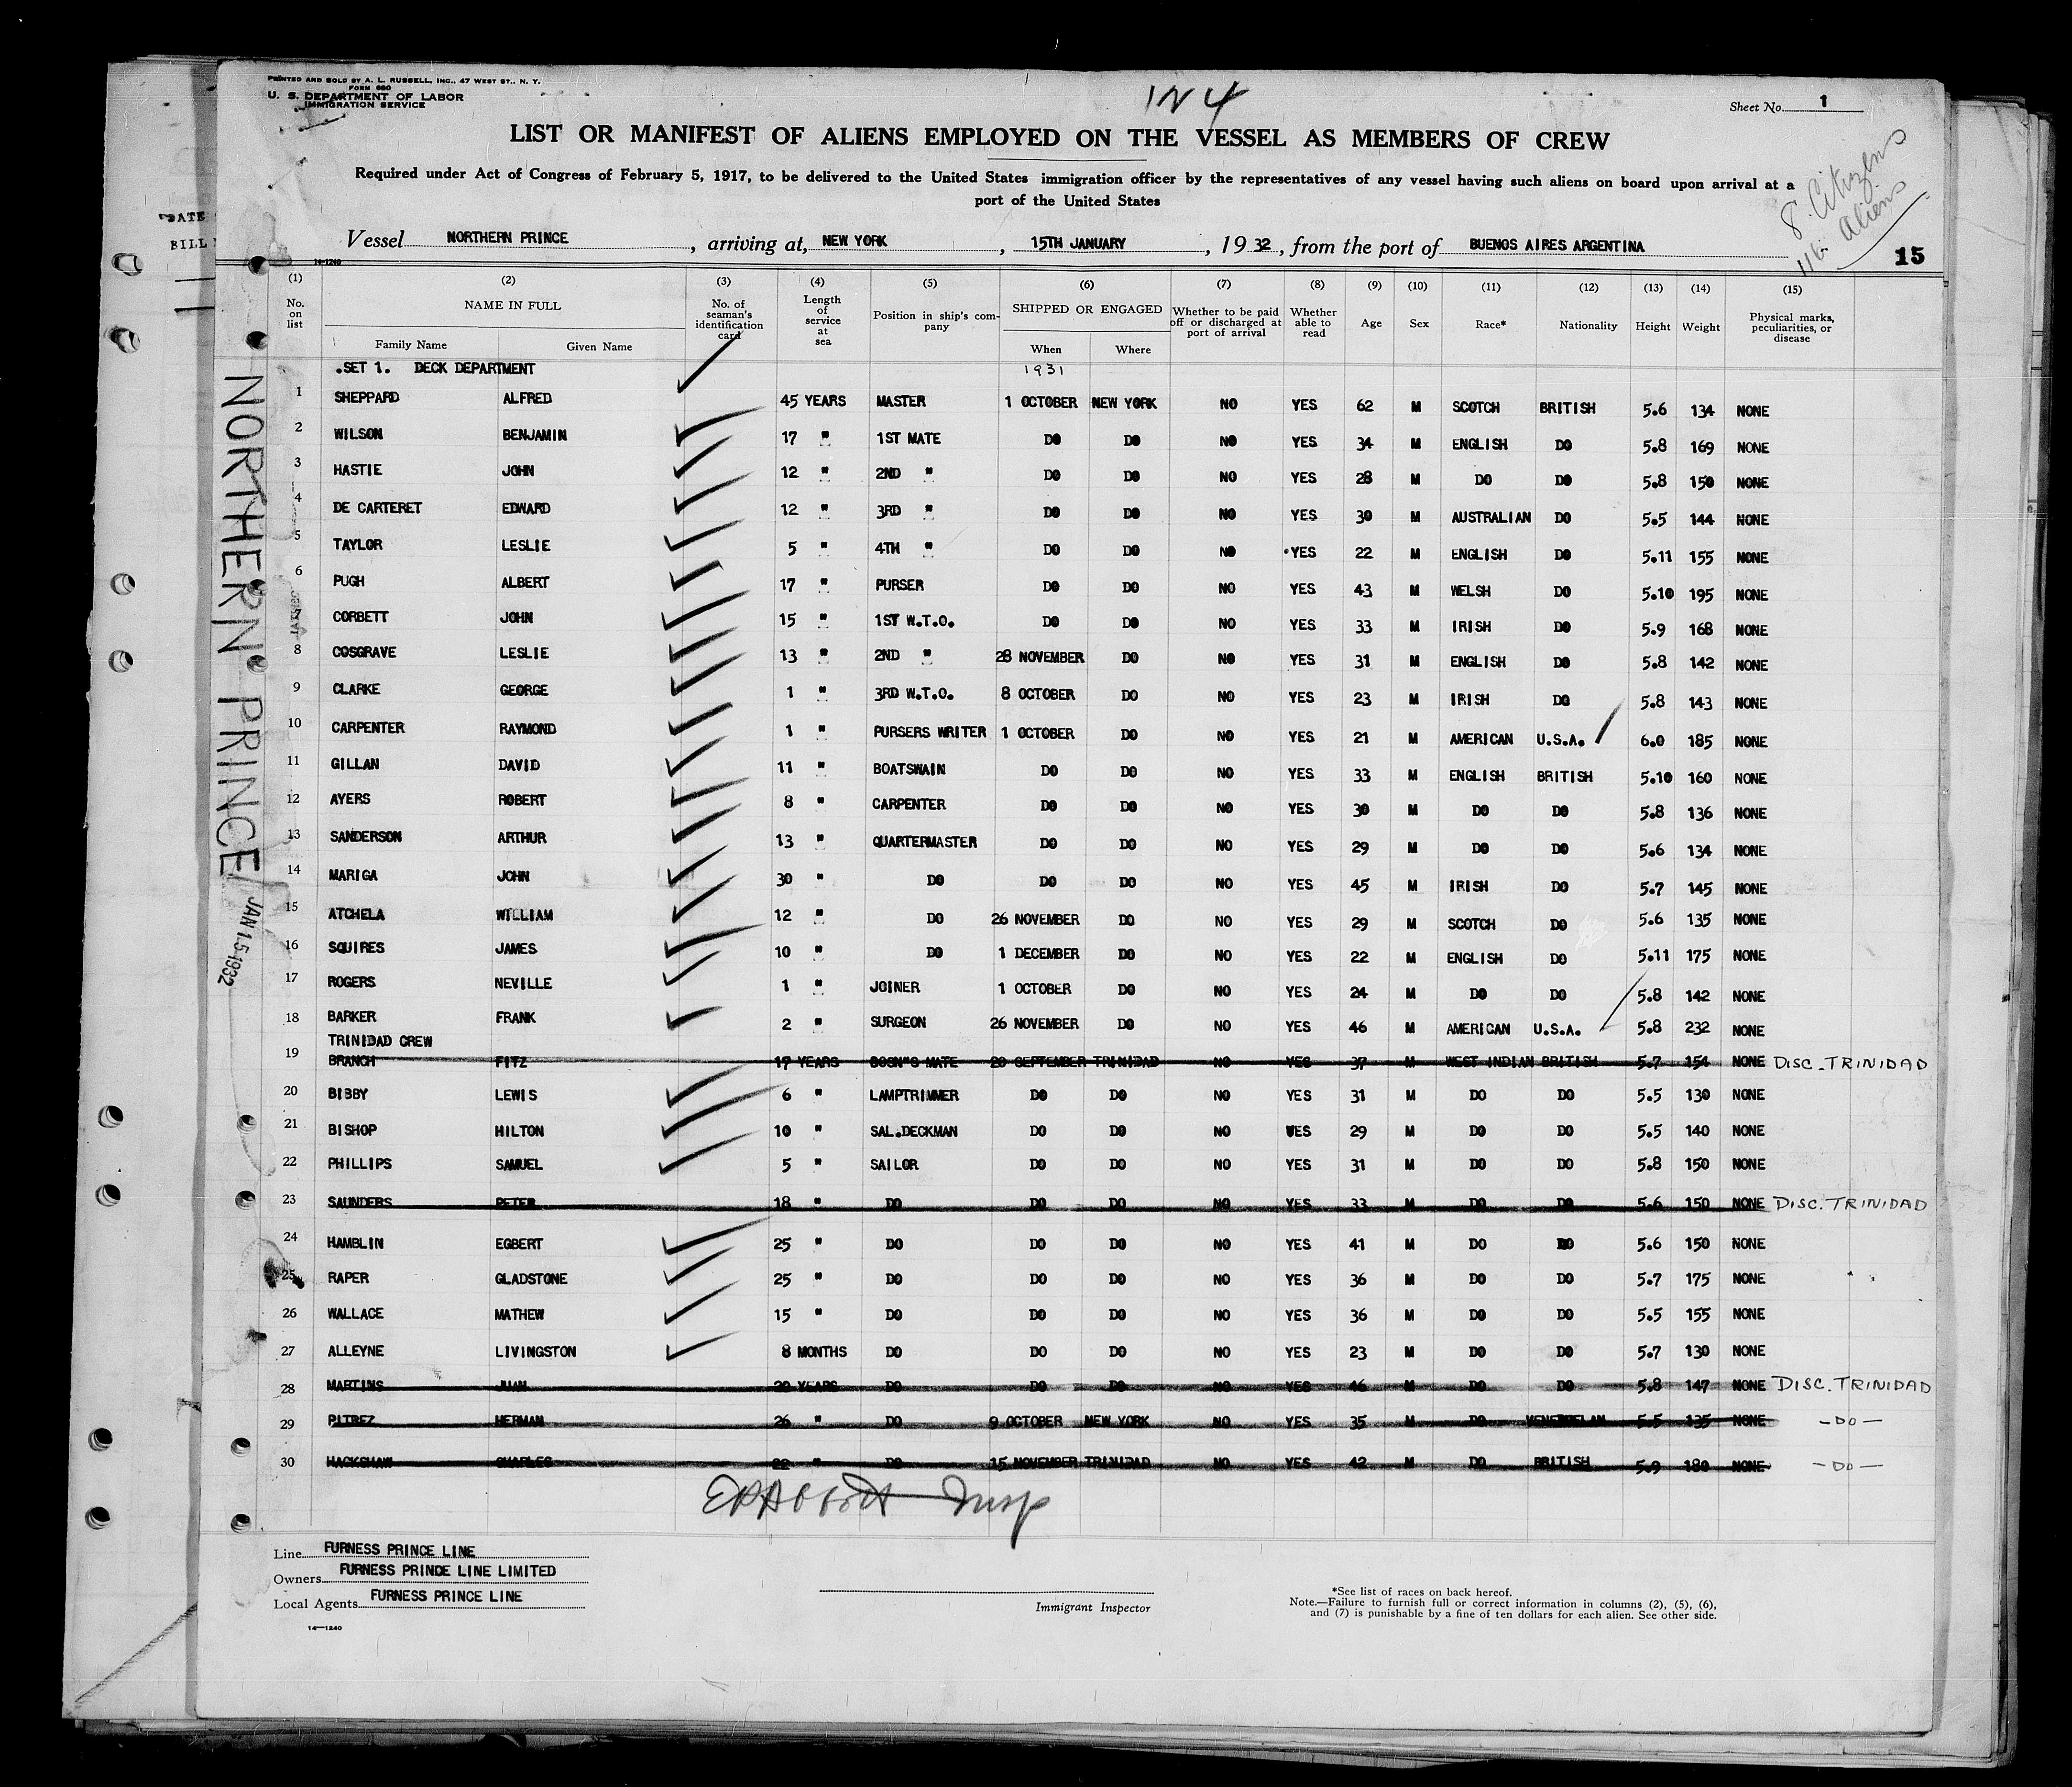 PRINTED AND SOLD BY A. L. RUSSELL, INC., 47 WEST ST., N. Y.
FORM 680
U. S. DEPARTMENT OF LABOR
IMMIGRATION SERVICE
Sheet No. 1
LIST OR MANIFEST OF ALIENS EMPLOYED ON THE VESSEL AS MEMBERS OF CREW
Required under Act of Congress of February 5, 1917, to be delivered to the United States immigration officer by the representatives of any vessel having such aliens on board upon arrival at a
port of the United States
8 Citizens
Aliens
DATE
BILL
Vessel NORTHERN PRINCE, arriving at, NEW YORK, 15TH JANUARY, 19 32, from the port of BUENOS AIRES ARGENTINA
15
14-1240
(1) (2) (3) (4) (5) (6) (7) (8) (9) (10) (11) (12) (13) (14) (15)
No. on list NAME IN FULL Family Name Given Name No. of seaman's identification card Length of service at sea Position in ship's company SHIPPED OR ENGAGED When Where Whether to be paid off or discharged at port of arrival Whether able to read Age Sex Race* Nationality Height Weight Physical marks, peculiarities, or disease
.SET 1. DECK DEPARTMENT 1931
1 SHEPPARD ALFRED 45 YEARS MASTER 1 OCTOBER NEW YORK NO YES 62 M SCOTCH BRITISH 5.6 134 NONE
2 WILSON BENJAMIN 17 " 1ST MATE DO DO NO YES 34 M ENGLISH DO 5.8 169 NONE
3 HASTIE JOHN 12 " 2ND " DO DO NO YES 28 M DO DO 5.8 150 NONE
4 DE CARTERET EDWARD 12 " 3RD " DO DO NO YES 30 M AUSTRALIAN DO 5.5 144 NONE
5 TAYLOR LESLIE 5 " 4TH " DO DO NO YES 22 M ENGLISH DO 5.11 155 NONE
6 PUGH ALBERT 17 " PURSER DO DO NO YES 43 M WELSH DO 5.10 195 NONE
7 CORBETT JOHN 15 " 1ST W.T.O. DO DO NO YES 33 M IRISH DO 5.9 168 NONE
8 COSGRAVE LESLIE 13 " 2ND " 28 NOVEMBER DO NO YES 31 M ENGLISH DO 5.8 142 NONE
9 CLARKE GEORGE 1 " 3RD W.T.O. 8 OCTOBER DO NO YES 23 M IRISH DO 5.8 143 NONE
10 CARPENTER RAYMOND 1 " PURSERS WRITER 1 OCTOBER DO NO YES 21 M AMERICAN U.S.A. 6.0 185 NONE
11 GILLAN DAVID 11 " BOATSWAIN DO DO NO YES 33 M ENGLISH BRITISH 5.10 160 NONE
12 AYERS ROBERT 8 " CARPENTER DO DO NO YES 30 M DO DO 5.8 136 NONE
13 SANDERSON ARTHUR 13 " QUARTERMASTER DO DO NO YES 29 M DO DO 5.6 134 NONE
14 MARIGA JOHN 30 " DO DO DO NO YES 45 M IRISH DO 5.7 145 NONE
15 ATCHELA WILLIAM 12 " DO 26 NOVEMBER DO NO YES 29 M SCOTCH DO 5.6 135 NONE
16 SQUIRES JAMES 10 " DO 1 DECEMBER DO NO YES 22 M ENGLISH DO 5.11 175 NONE
17 ROGERS NEVILLE 1 " JOINER 1 OCTOBER DO NO YES 24 M DO DO 5.8 142 NONE
18 BARKER FRANK 2 " SURGEON 26 NOVEMBER DO NO YES 46 M AMERICAN U.S.A. 5.8 232 NONE
TRINIDAD CREW
19 BRANCH FITZ 17 YEARS BOSN"S MATE 20 SEPTEMBER TRINIDAD NO YES 37 M WEST INDIAN BRITISH 5.7 154 NONE DISC. TRINIDAD
20 BIBBY LEWIS 6 " LAMPTRIMMER DO DO NO YES 31 M DO DO 5.5 130 NONE
21 BISHOP HILTON 10 " SAL.DECKMAN DO DO NO YES 29 M DO DO 5.5 140 NONE
22 PHILLIPS SAMUEL 5 " SAILOR DO DO NO YES 31 M DO DO 5.8 150 NONE
23 SAUNDERS PETER 18 " DO DO DO NO YES 33 M DO DO 5.6 150 NONE DISC. TRINIDAD
24 HAMBLIN EGBERT 25 " DO DO DO NO YES 41 M DO DO 5.6 150 NONE
25 RAPER GLADSTONE 25 " DO DO DO NO YES 36 M DO DO 5.7 175 NONE
26 WALLACE MATHEW 15 " DO DO DO NO YES 36 M DO DO 5.5 155 NONE
27 ALLEYNE LIVINGSTON 8 MONTHS DO DO DO NO YES 23 M DO DO 5.7 130 NONE
28 MARTINS JUAN 20 YEARS DO DO DO NO YES 46 M DO DO 5.8 147 NONE DISC. TRINIDAD
29 PITREZ HERMAN 26 " DO 9 OCTOBER NEW YORK NO YES 35 M DO VENEZUELAN 5.5 135 NONE —DO—
30 HACKSHAW CHARLES 22 " DO 15 NOVEMBER TRINIDAD NO YES 42 M DO BRITISH 5.9 180 NONE —DO—
NORTHERN PRINCE
JAN 15 1932
Line FURNESS PRINCE LINE
Owners FURNESS PRINCE LINE LIMITED
Local Agents FURNESS PRINCE LINE
14—1240
Immigrant Inspector
*See list of races on back hereof.
Note.—Failure to furnish full or correct information in columns (2), (5), (6),
and (7) is punishable by a fine of ten dollars for each alien. See other side.